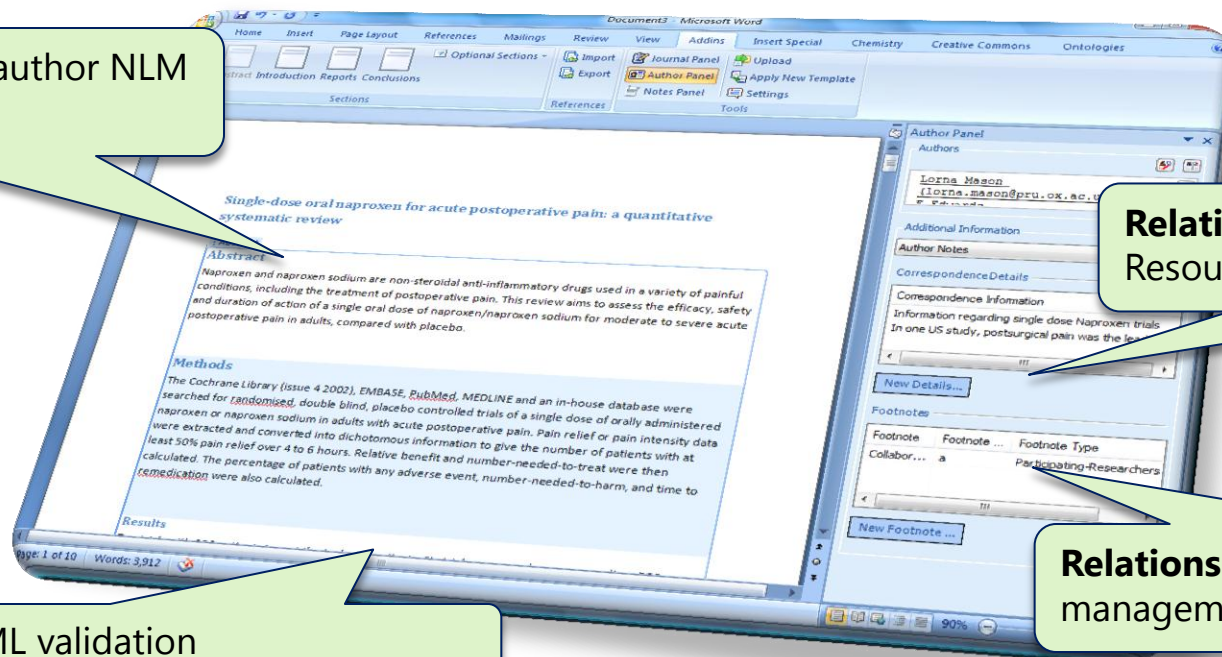 Document3 - Microsoft Word
Home Insert Page Layout References Mailings Review View Addins Insert Special Chemistry Creative Commons Ontologies
Introduction Reports Conclusions
Optional Sections
Import
Export
Journal Panel
Author Panel
Notes Panel
Upload
Apply New Template
Settings
Sections References Tools
author NLM
Single-dose oral naproxen for acute postoperative pain: a quantitative
systematic review
Abstract
Naproxen and naproxen sodium are non-steroidal anti-inflammatory drugs used in a variety of painful
conditions, including the treatment of postoperative pain. This review aims to assess the efficacy, safety
and duration of action of a single oral dose of naproxen/naproxen sodium for moderate to severe acute
postoperative pain in adults, compared with placebo.
Methods
The Cochrane Library (issue 4 2002), EMBASE, PubMed, MEDLINE and an in-house database were
searched for randomised, double blind, placebo controlled trials of a single dose of orally administered
naproxen or naproxen sodium in adults with acute postoperative pain. Pain relief or pain intensity data
were extracted and converted into dichotomous information to give the number of patients with at
least 50% pain relief over 4 to 6 hours. Relative benefit and number-needed-to-treat were then
calculated. The percentage of patients with any adverse event, number-needed-to-harm, and time to
remedication were also calculated.
Results
Page: 1 of 10 Words: 3,912
90%
Author Panel
Authors
Lorna Mason
(lorna.mason@pru.ox.ac.u
Additional Information
Author Notes
Correspondence Details
Correspondence Information
Information regarding single dose Naproxen trials
In one US study, postsurgical pain was the lea
New Details...
Footnotes
Footnote Footnote ... Footnote Type
Collabor... a Participating-Researchers
New Footnote ...
Relati
Resou
Relations
managem
ML validation